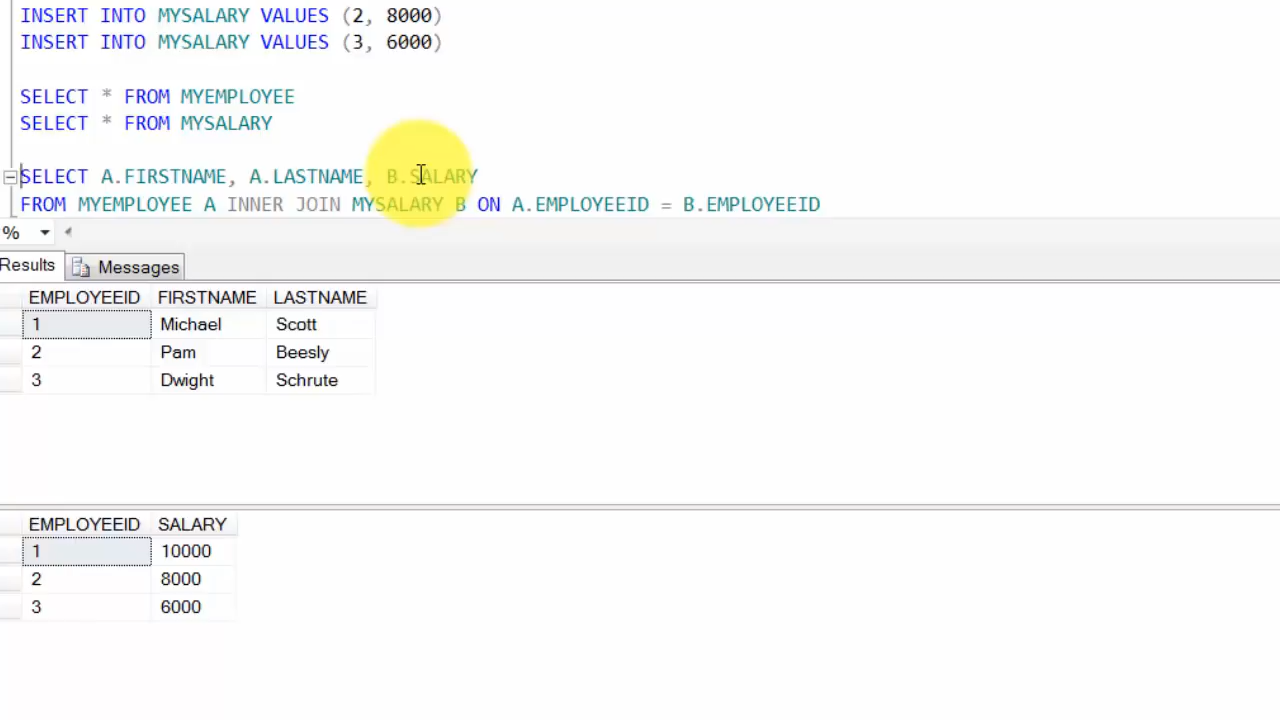 INSERT INTO MYSALARY VALUES (2, 8000)
INSERT INTO MYSALARY VALUES (3, 6000)
SELECT * FROM MYEMPLOYEE
SELECT * FROM MYSALARY
SELECT A.FIRSTNAME, A.LASTNAME, B.SALARY
FROM MYEMPLOYEE A INNER JOIN MYSALARY B ON A.EMPLOYEEID = B.EMPLOYEEID
%
Results Messages
EMPLOYEEID FIRSTNAME LASTNAME
1 Michael Scott
2 Pam Beesly
3 Dwight Schrute
EMPLOYEEID SALARY
1 10000
2 8000
3 6000